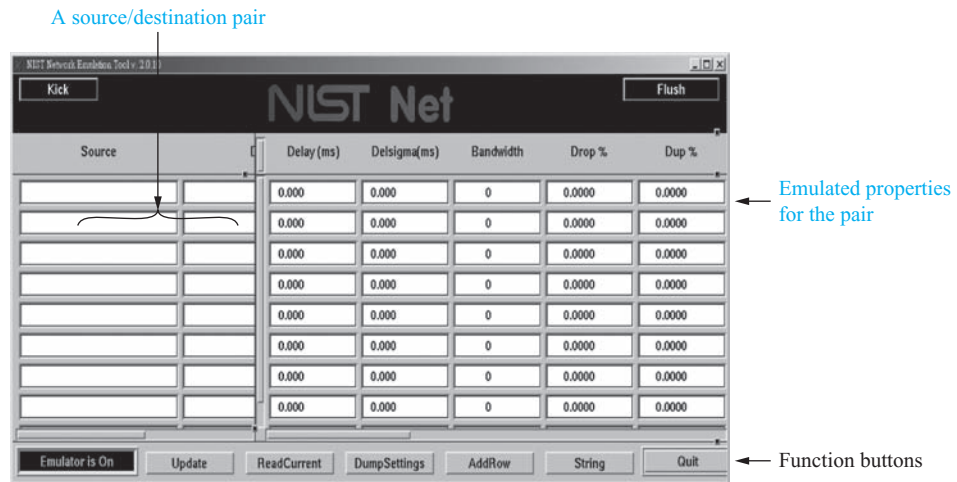 A source/destination pair
NIST Network Emulation Tool v. 2.0.10
Kick
NIST Net
Flush
Source
D
Delay (ms)
Delsigma(ms)
Bandwidth
Drop %
Dup %
0.000 0.000 0 0.0000 0.0000
0.000 0.000 0 0.0000 0.0000
0.000 0.000 0 0.0000 0.0000
0.000 0.000 0 0.0000 0.0000
0.000 0.000 0 0.0000 0.0000
0.000 0.000 0 0.0000 0.0000
0.000 0.000 0 0.0000 0.0000
0.000 0.000 0 0.0000 0.0000
Emulated properties
for the pair
Emulator is On
Update
ReadCurrent
DumpSettings
AddRow
String
Quit
Function buttons